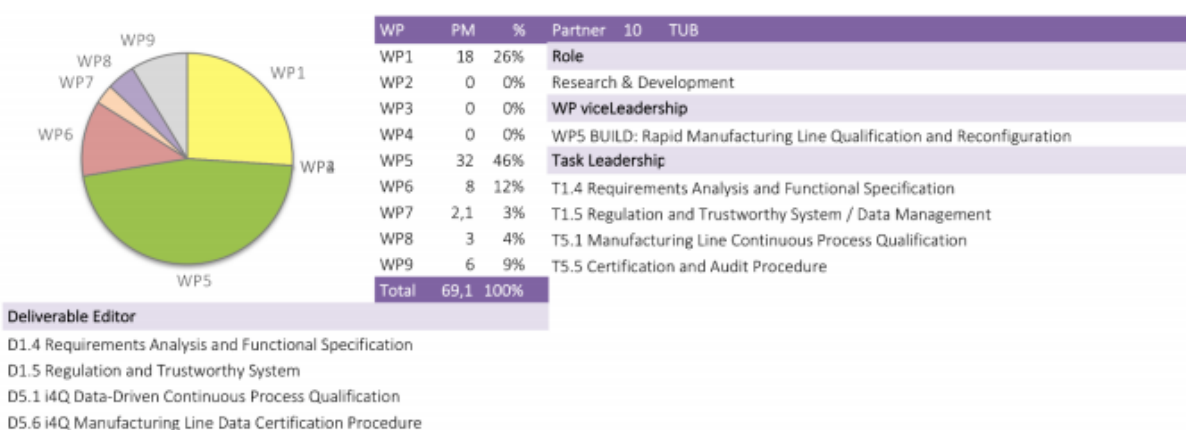 WP9
WP8
WP7
WP1
WP6
WP5
WP PM % Partner 10 TUB
WP1 18 26% Role
WP2 0 0% Research & Development
WP3 0 0% WP viceLeadership
WP4 0 0% WP5 BUILD: Rapid Manufacturing Line Qualification and Reconfiguration
WP5 32 46% Task Leadership
WP6 8 12% T1.4 Requirements Analysis and Functional Specification
WP7 2,1 3% T1.5 Regulation and Trustworthy System / Data Management
WP8 3 4% T5.1 Manufacturing Line Continuous Process Qualification
WP9 6 9% T5.5 Certification and Audit Procedure
Total 69,1 100%
Deliverable Editor
D1.4 Requirements Analysis and Functional Specification
D1.5 Regulation and Trustworthy System
D5.1 i4Q Data-Driven Continuous Process Qualification
D5.6 i4Q Manufacturing Line Data Certification Procedure